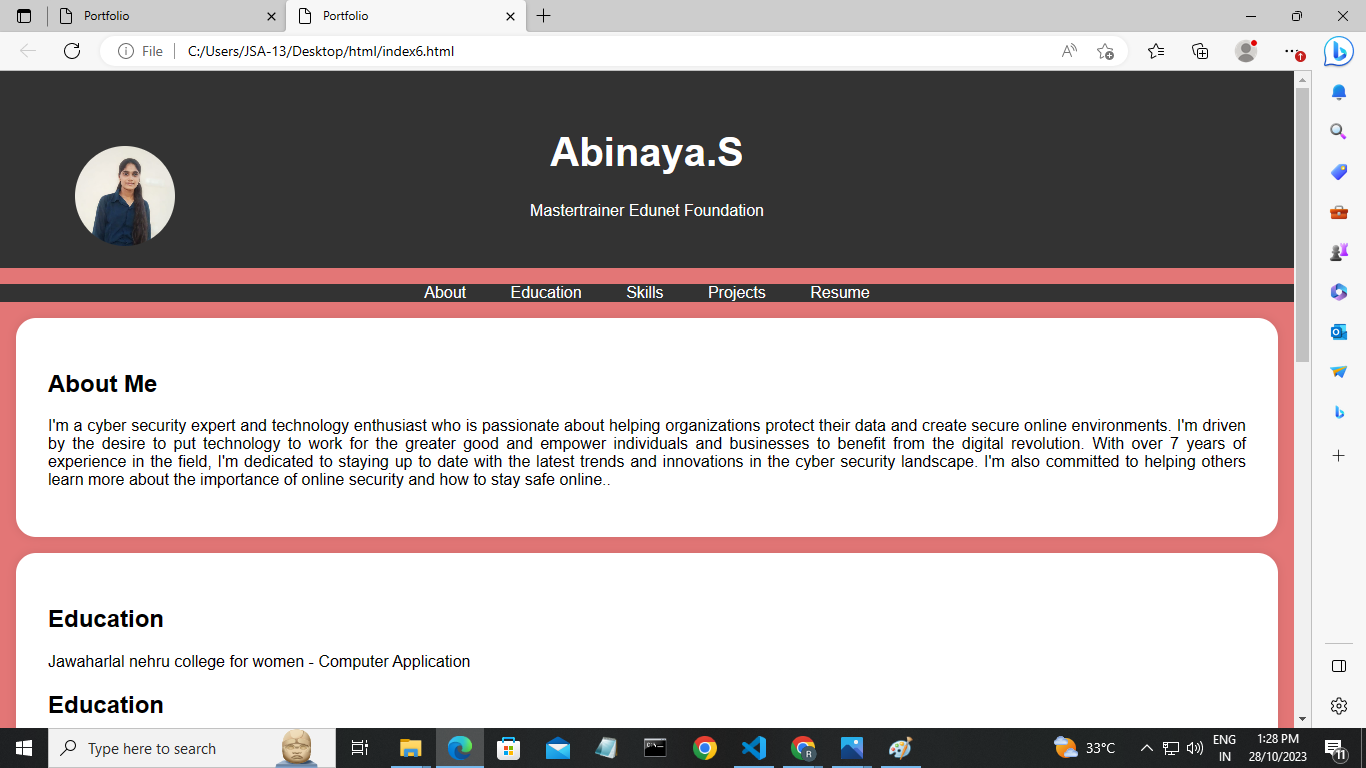 Portfolio
Portfolio
File
C:/Users/JSA-13/Desktop/html/index6.html
Abinaya.S
Mastertrainer Edunet Foundation
About Education Skills Projects Resume
About Me
I'm a cyber security expert and technology enthusiast who is passionate about helping organizations protect their data and create secure online environments. I'm driven
by the desire to put technology to work for the greater good and empower individuals and businesses to benefit from the digital revolution. With over 7 years of
experience in the field, I'm dedicated to staying up to date with the latest trends and innovations in the cyber security landscape. I'm also committed to helping others
learn more about the importance of online security and how to stay safe online..
Education
Jawaharlal nehru college for women - Computer Application
Education
Type here to search
33°C
ENG
IN
1:28 PM
28/10/2023
11